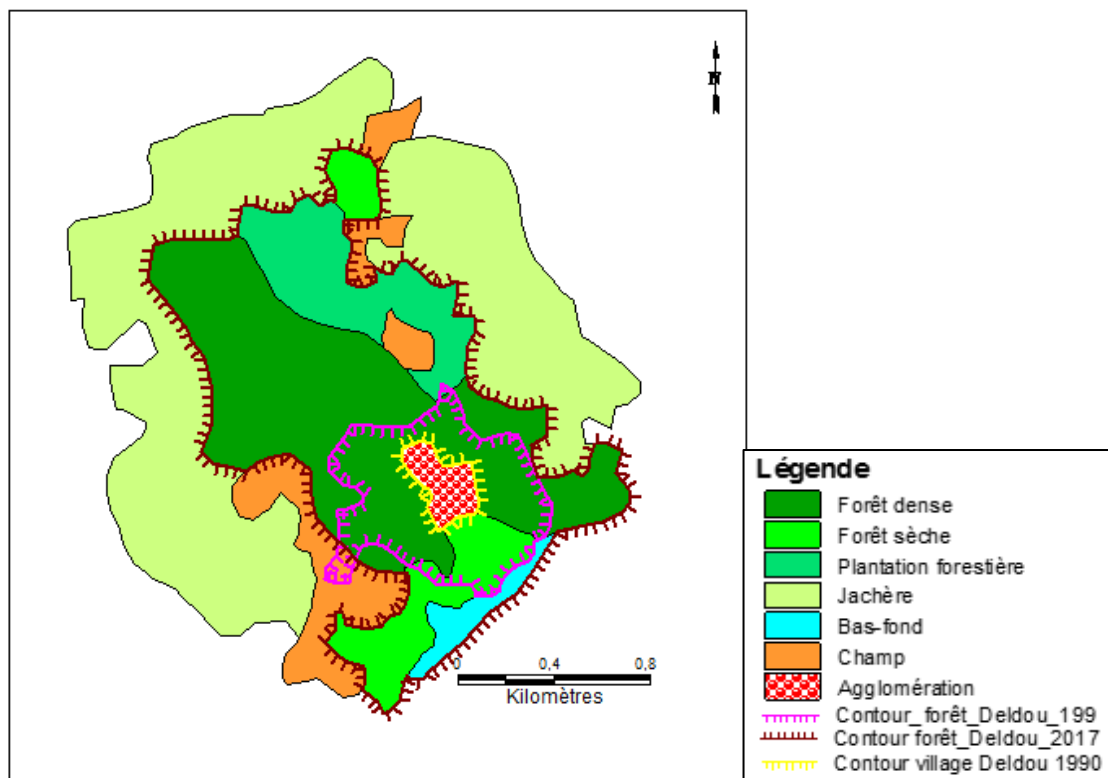 N
0 0,4 0,8
Kilomètres
Légende
Forêt dense
Forêt sèche
Plantation forestière
Jachère
Bas-fond
Champ
Agglomération
Contour_forêt_Deldou_199
Contour forêt_Deldou_2017
Contour village Deldou 1990